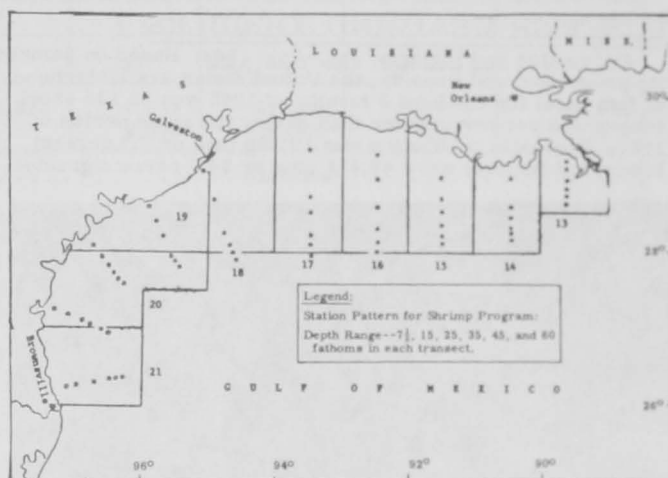 LOUISIANA
MISS.
TEXAS
New
Orleans
30°
Galveston
19
13
18
17
16
15
14
28°
20
Legend:
Station Pattern for Shrimp Program:
Depth Range--7½, 15, 25, 35, 45, and 60
fathoms in each transect.
Brownsville
21
GULF OF MEXICO
26°
96°
94°
92°
90°